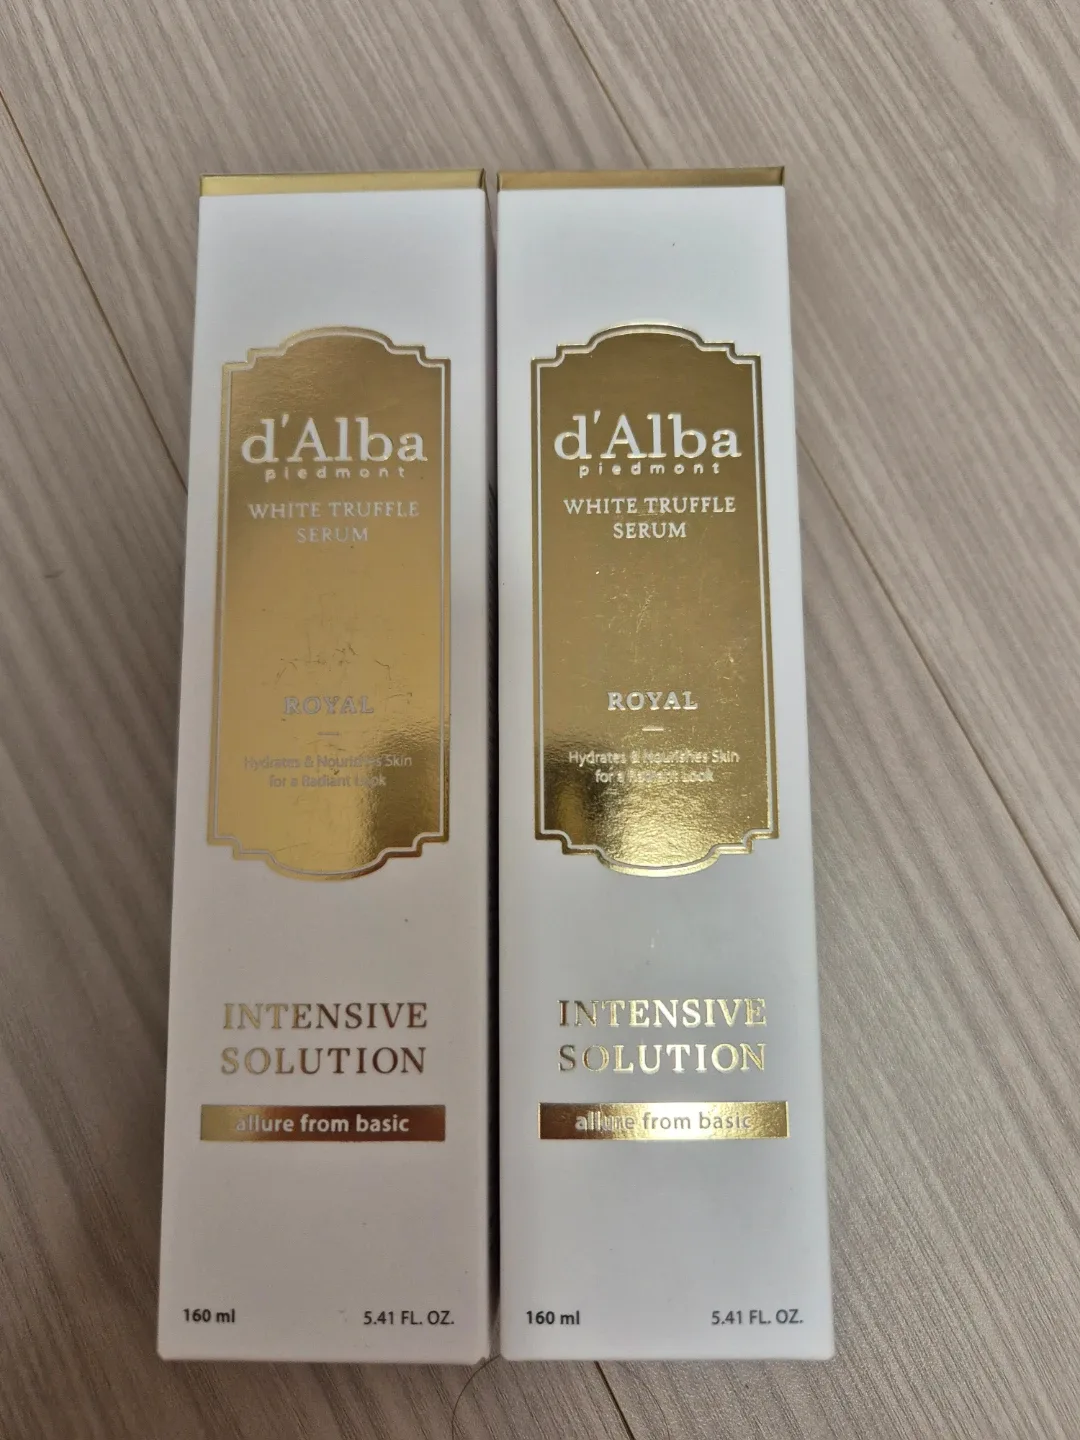 d'Alba
piedmont
WHITE TRUFFLE
SERUM
ROYAL
Hydrates & Nourishes Skin
for a Radiant Look
INTENSIVE
SOLUTION
allure from basic
160 ml 5.41 FL. OZ.
d'Alba
piedmont
WHITE TRUFFLE
SERUM
ROYAL
Hydrates & Nourishes Skin
for a Radiant Look
INTENSIVE
SOLUTION
allure from basic
160 ml 5.41 FL. OZ.